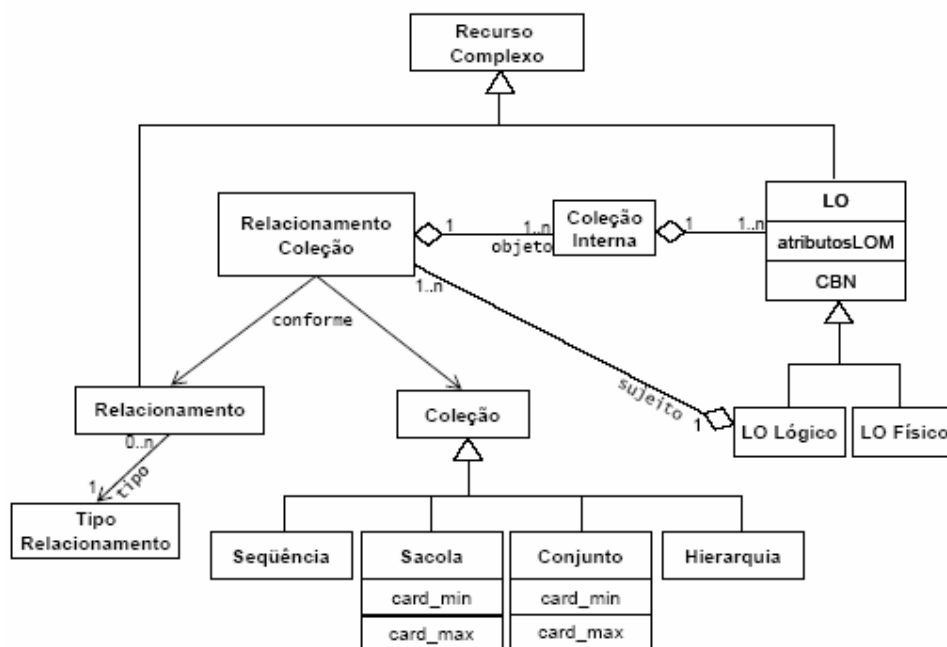 Recurso
Complexo
LO
atributosLOM
CBN
Relacionamento
Coleção
1
1..n
objeto
Coleção
Interna
1
1..n
1..n
conforme
sujeito
1
LO Lógico
LO Físico
Relacionamento
0..n
tipo
1
Tipo
Relacionamento
Coleção
Seqüência
Sacola
card_min
card_max
Conjunto
card_min
card_max
Hierarquia